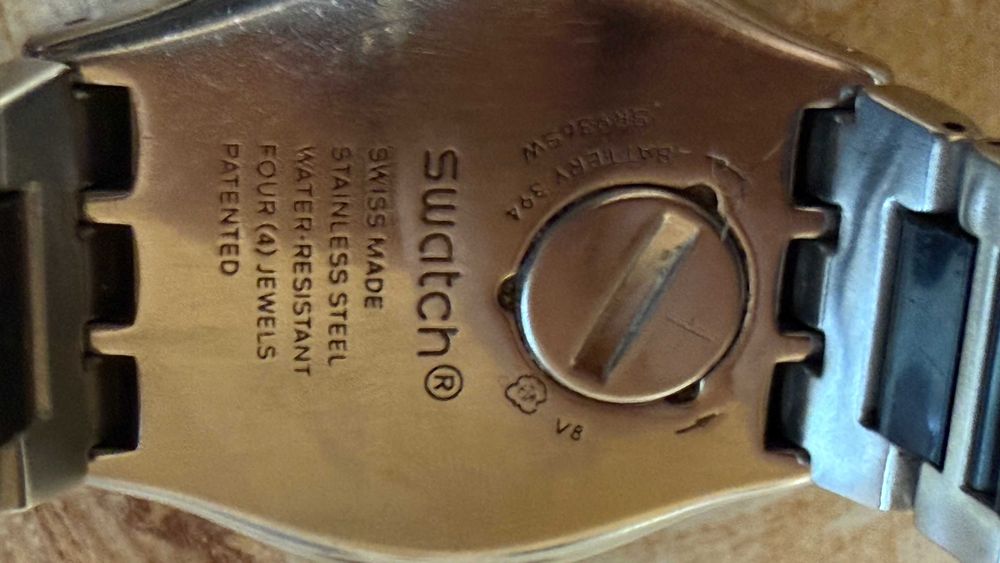 swatch®
SWISS MADE
STAINLESS STEEL
WATER-RESISTANT
FOUR (4) JEWELS
PATENTED
BATTERY 394
SR936SW
V8